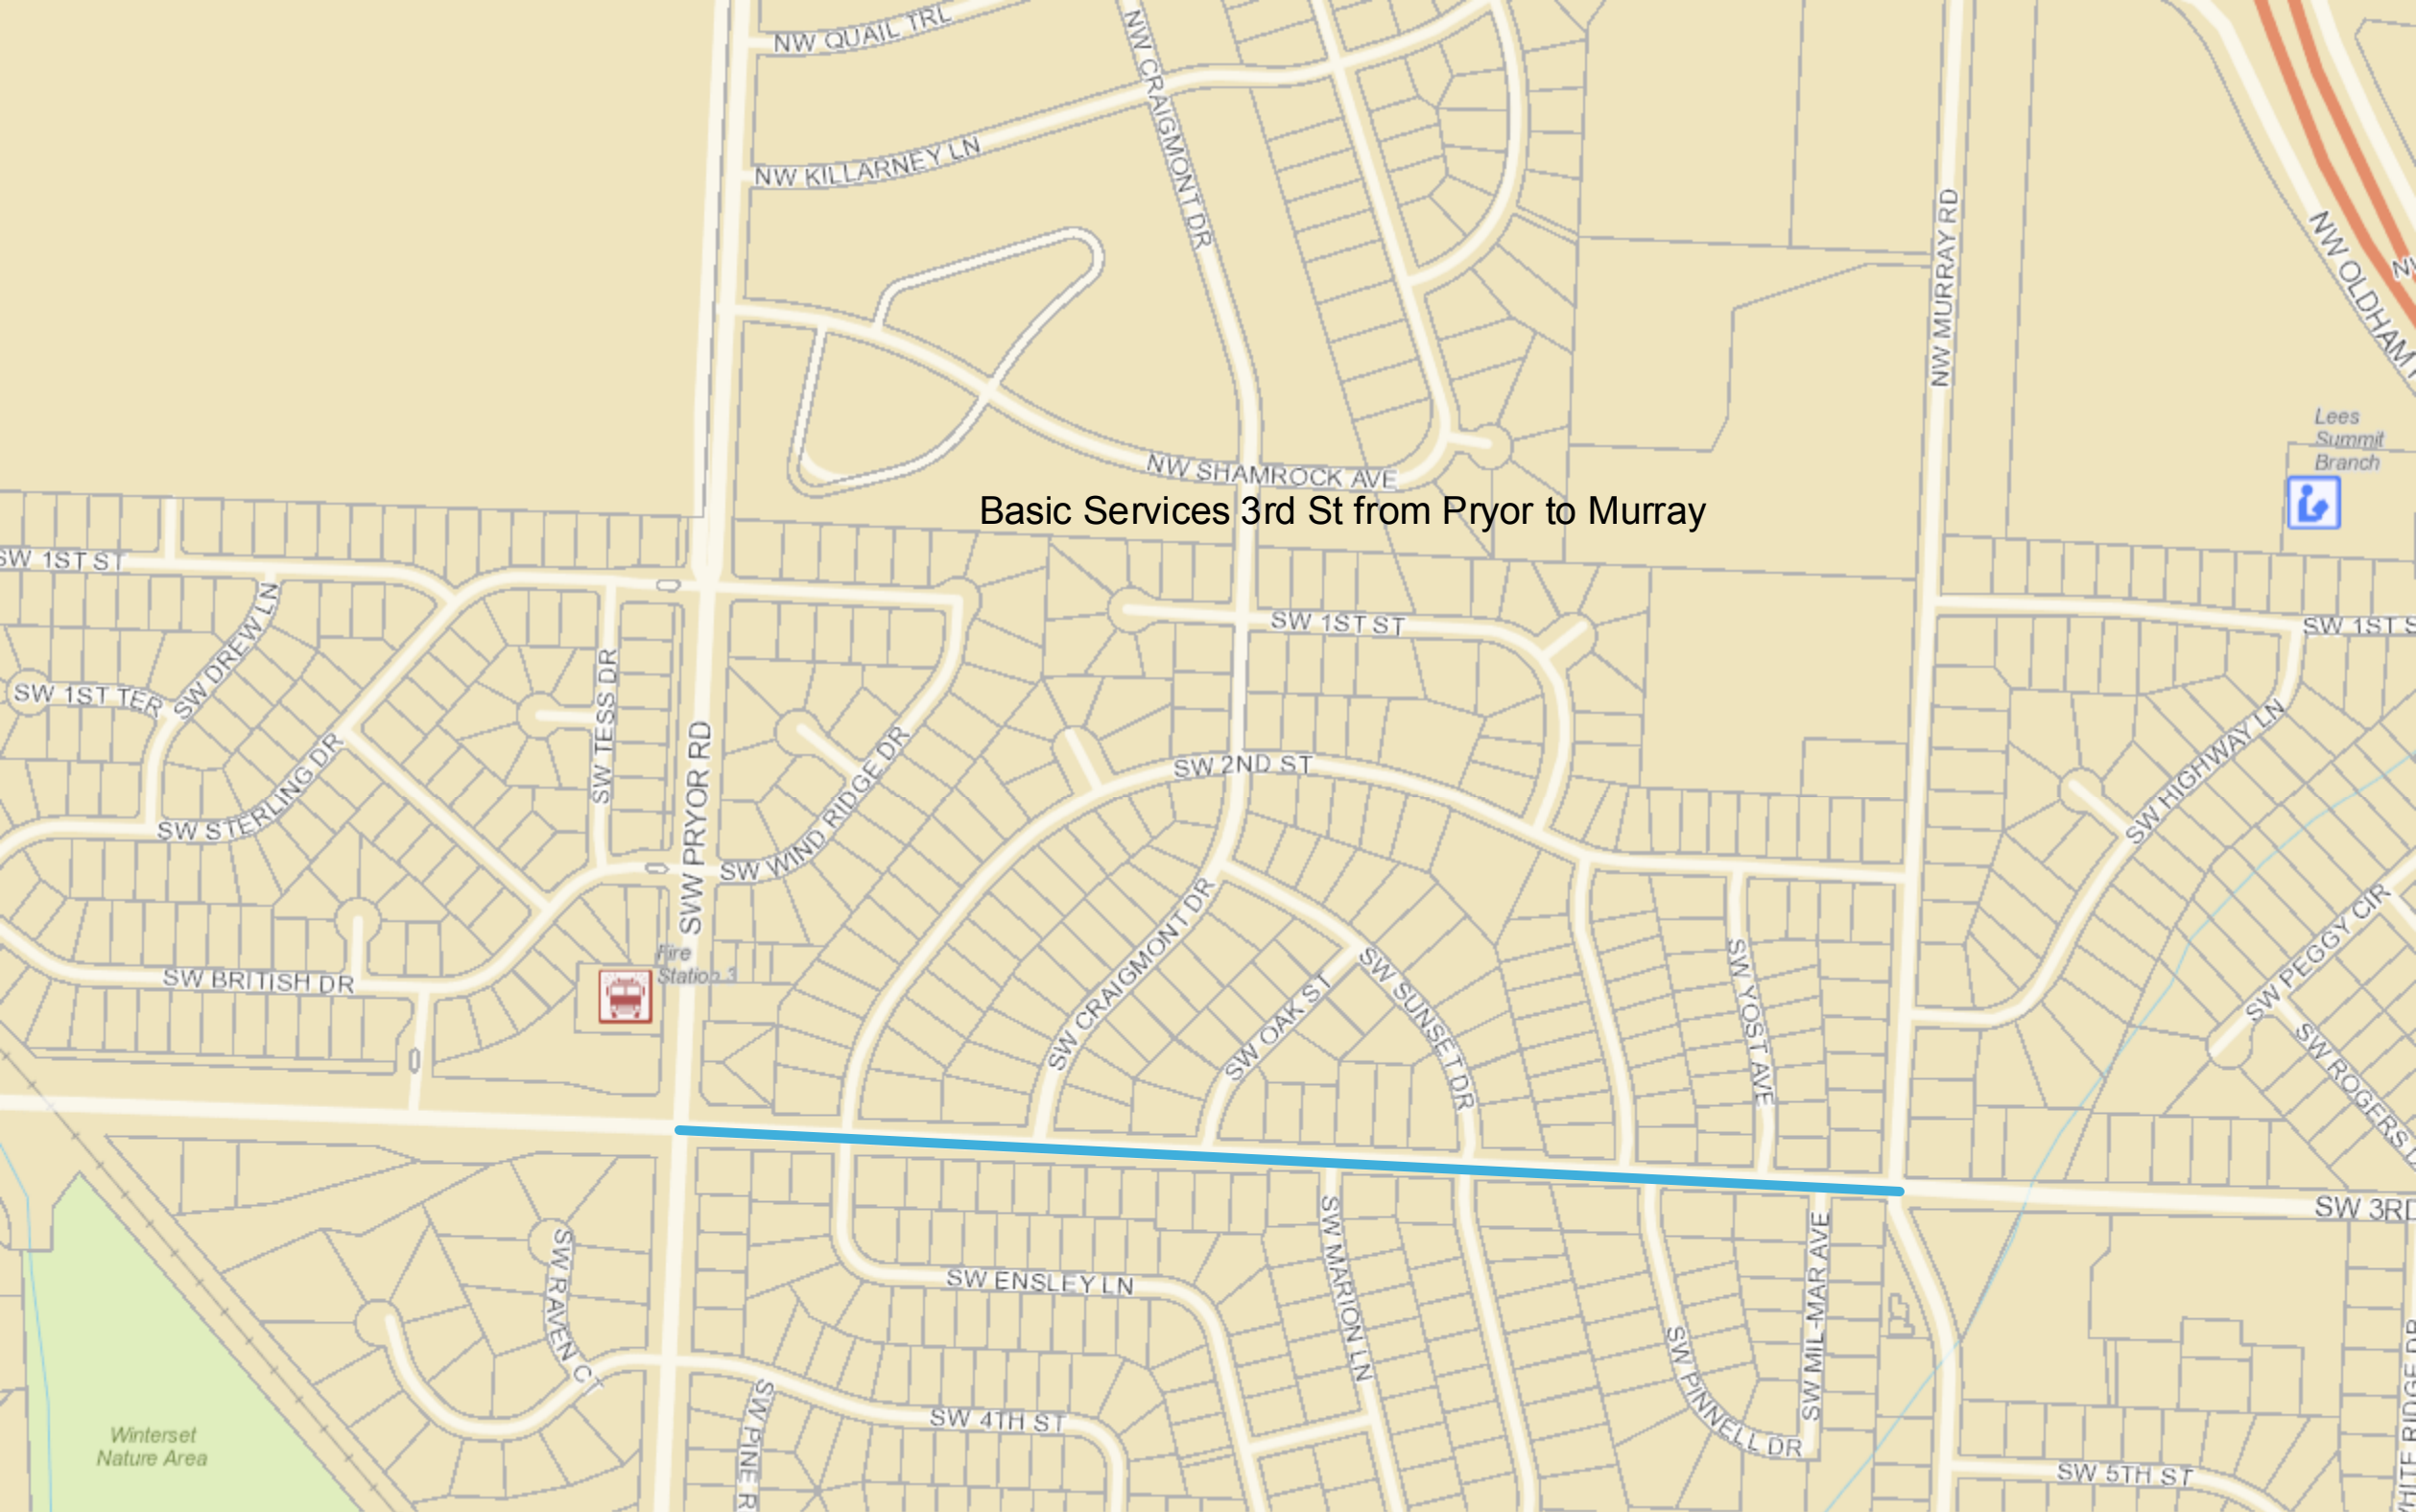 NW QUAIL TRL
NW CRAIGMONT DR
NW KILLARNEY LN
NW MURRAY RD
NW OLDHAM
Lees
Summit
Branch
NW SHAMROCK AVE
Basic Services 3rd St from Pryor to Murray
SW 1ST ST
SW 1ST ST
SW 1ST S
SW DREW LN
SW 1ST TER
SW TESS DR
SW PRYOR RD
SW STERLING DR
SW WIND RIDGE DR
SW 2ND ST
SW HIGHWAY LN
SW BRITISH DR
Fire
Station 3
SW CRAIGMONT DR
SW OAK ST
SW SUNSET DR
SW YOST AVE
SW PEGGY CIR
SW ROGERS
SW 3RD
SW RAVEN CT
SW ENSLEY LN
SW MARION LN
SW MIL-MAR AVE
SW PINNELL DR
SW 4TH ST
SW PINE R
Winterset
Nature Area
SW 5TH ST
RIDGE DR